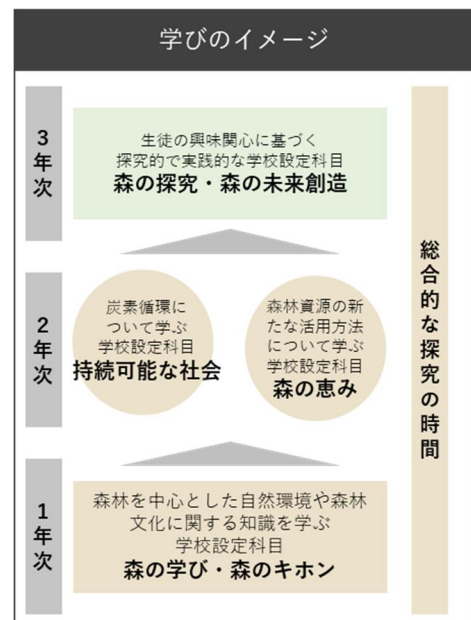 学びのイメージ
3年次
生徒の興味関心に基づく
探究的で実践的な学校設定科目
森の探究・森の未来創造
2年次
炭素循環に
ついて学ぶ
学校設定科目
持続可能な社会
森林資源の新
たな活用方法
について学ぶ
学校設定科目
森の恵み
1年次
森林を中心とした自然環境や森林
文化に関する知識を学ぶ
学校設定科目
森の学び・森のキホン
総合的な探究の時間